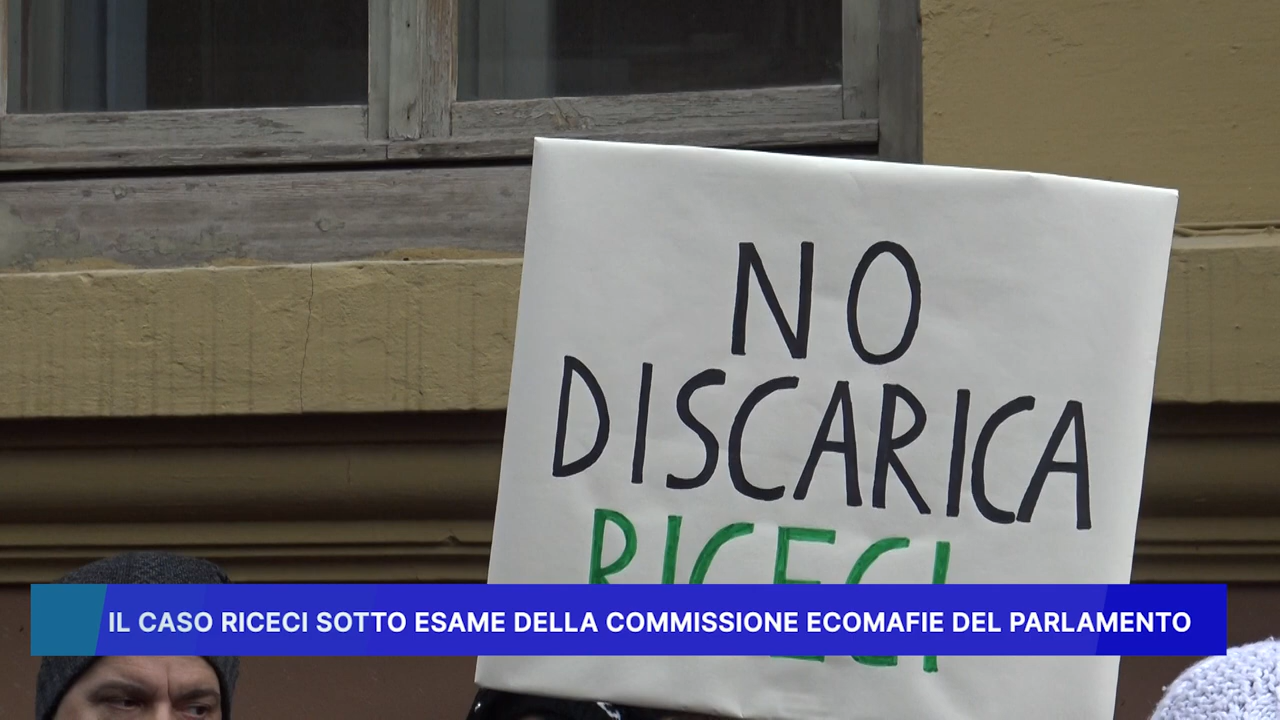 NO
DISCARICA
RICECI
IL CASO RICECI SOTTO ESAME DELLA COMMISSIONE ECOMAFIE DEL PARLAMENTO